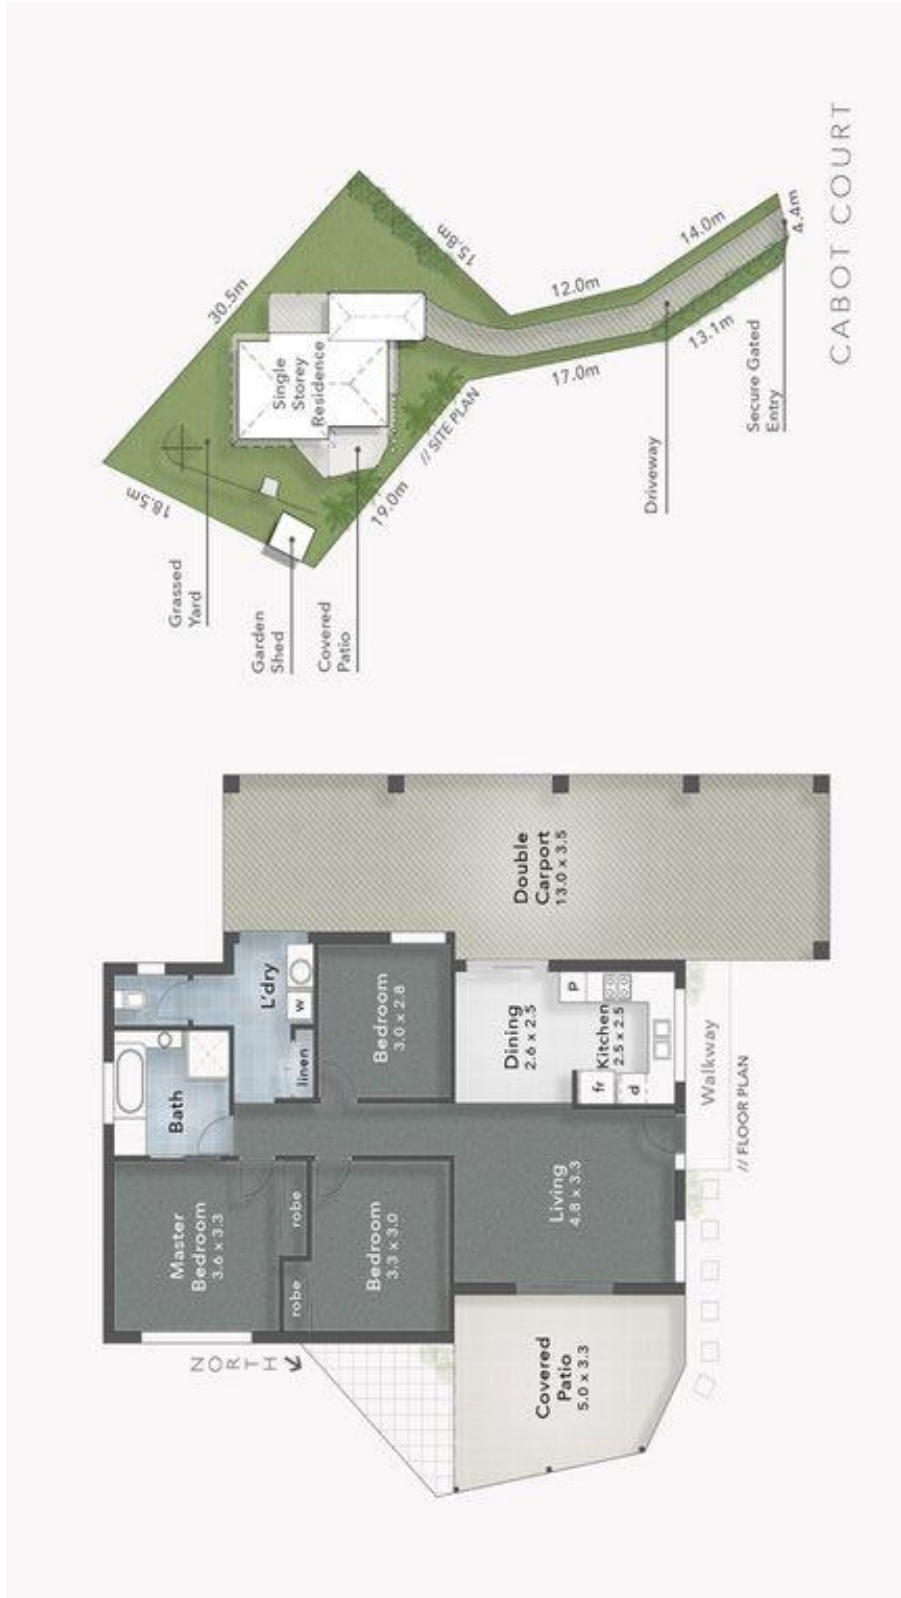 Master
Bedroom
3.6 x 3.3
Bath
L'dry
w
linen
robe
robe
Bedroom
3.3 x 3.0
Bedroom
3.0 x 2.8
NORTH
Covered
Patio
5.0 x 3.3
Living
4.8 x 3.3
Dining
2.6 x 2.5
Kitchen
2.5 x 2.5
P
fr
d
Double
Carport
13.0 x 3.5
Walkway
// FLOOR PLAN
Grassed
Yard
Garden
Shed
Covered
Patio
18.5m
30.5m
15.8m
19.0m
Single
Storey
Residence
// SITE PLAN
12.0m
17.0m
14.0m
13.1m
4.4m
Driveway
Secure Gated
Entry
CABOT COURT